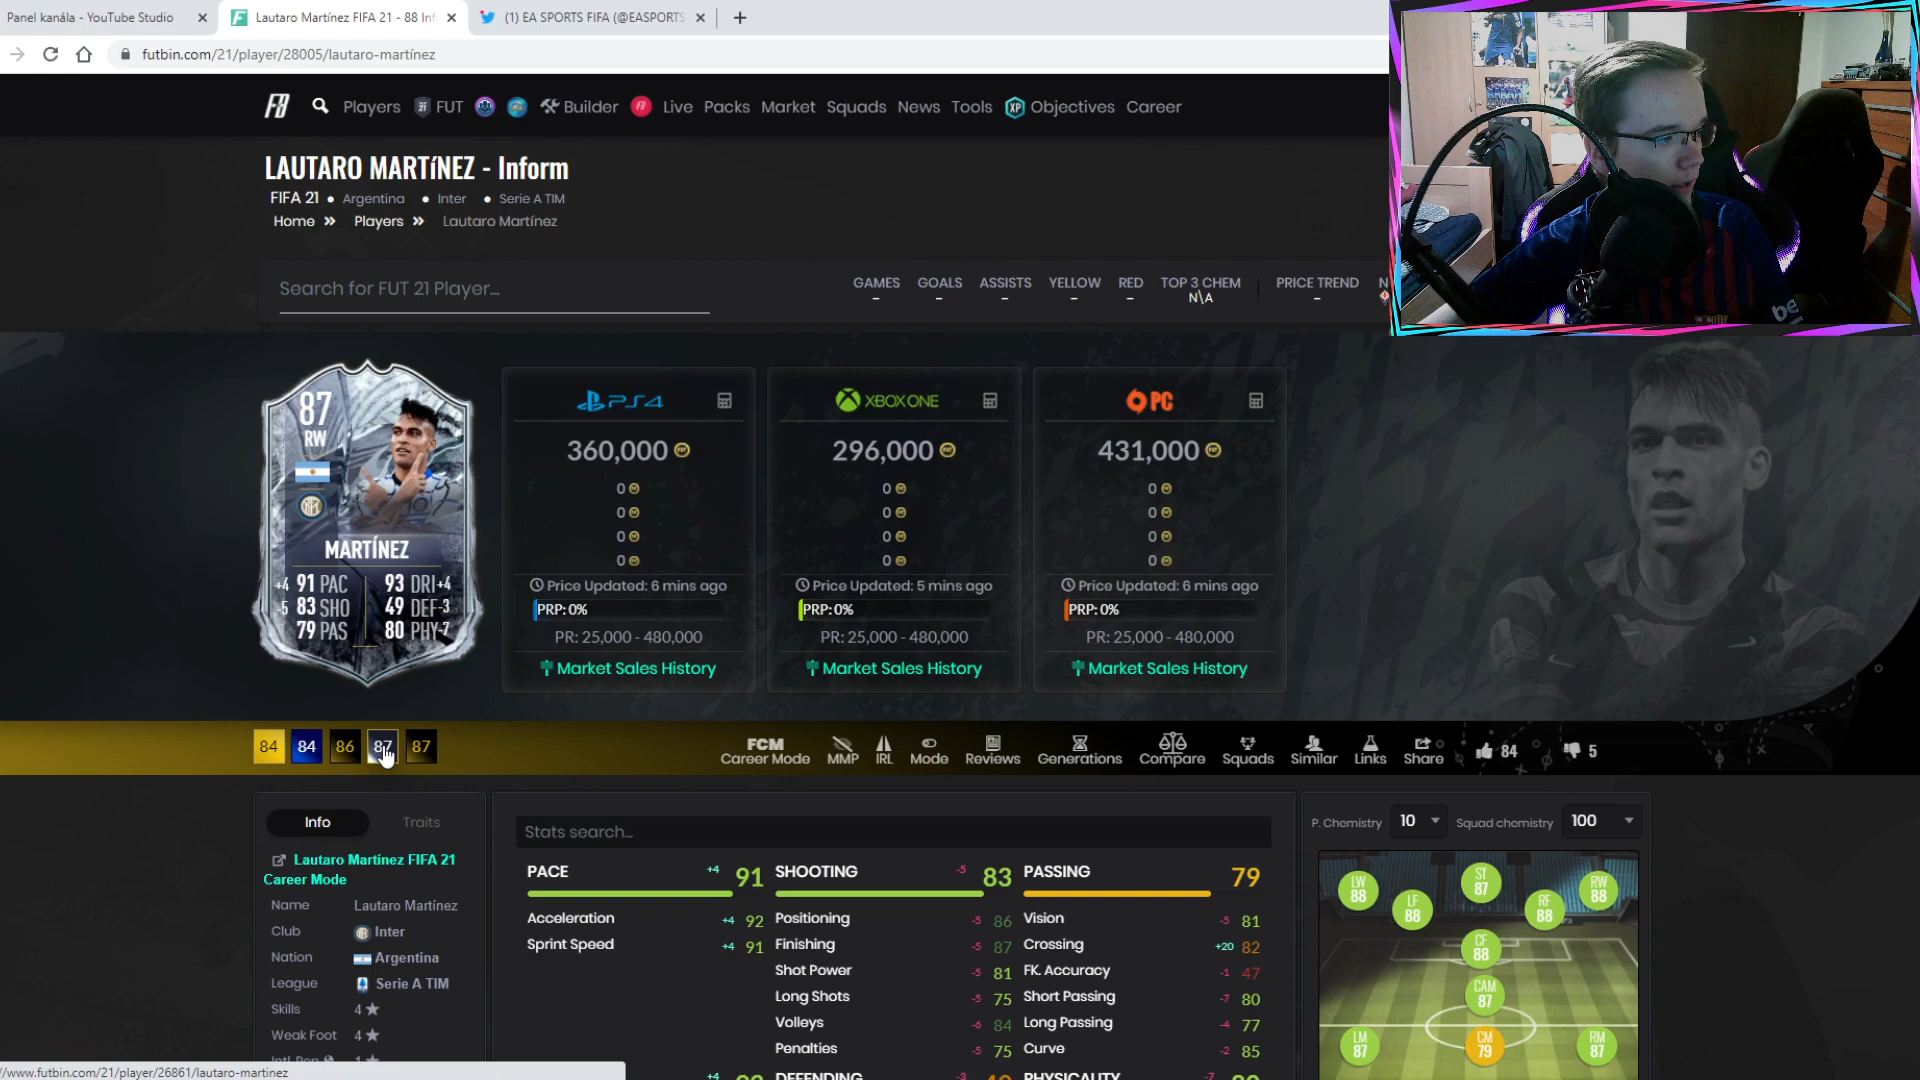 Panel kanála - YouTube Studio
Lautaro Martínez FIFA 21 - 88 Inf
(1) EA SPORTS FIFA (@EASPORTS
futbin.com/21/player/28005/lautaro-martínez
Players FUT Builder Live Packs Market Squads News Tools XP Objectives Career
LAUTARO MARTíNEZ - Inform
FIFA 21 • Argentina • Inter • Serie A TIM
Home » Players » Lautaro Martínez
Search for FUT 21 Player...
GAMES GOALS ASSISTS YELLOW RED TOP 3 CHEM PRICE TREND N
- - - - - N\A -
87
RW
MARTÍNEZ
+4 91 PAC 93 DRI +4
-5 83 SHO 49 DEF -3
79 PAS 80 PHY -7
PS4 XBOX ONE PC
360,000 296,000 431,000
0 0 0
0 0 0
0 0 0
0 0 0
Price Updated: 6 mins ago Price Updated: 5 mins ago Price Updated: 6 mins ago
PRP: 0% PRP: 0% PRP: 0%
PR: 25,000 - 480,000 PR: 25,000 - 480,000 PR: 25,000 - 480,000
Market Sales History Market Sales History Market Sales History
84 84 86 87 87
FCM
Career Mode MMP IRL Mode Reviews Generations Compare Squads Similar Links Share 84 5
Info Traits
Lautaro Martínez FIFA 21
Career Mode
Name Lautaro Martínez
Club Inter
Nation Argentina
League Serie A TIM
Skills 4
Weak Foot 4
Stats search...
PACE +4 91
Acceleration +4 92
Sprint Speed +4 91
SHOOTING -5 83
Positioning -5 86
Finishing -5 87
Shot Power -5 81
Long Shots -5 75
Volleys -6 84
Penalties -5 75
PASSING 79
Vision -5 81
Crossing +20 82
FK. Accuracy -1 47
Short Passing -7 80
Long Passing -4 77
Curve -2 85
+4
DEFENDING -3
PHYSICALITY -7
P. Chemistry 10 Squad chemistry 100
LW 88
LF 88
ST 87
RF 88
RW 88
CF 88
CAM 87
LM 87
CM 79
RM 87
/www.futbin.com/21/player/26861/lautaro-martinez